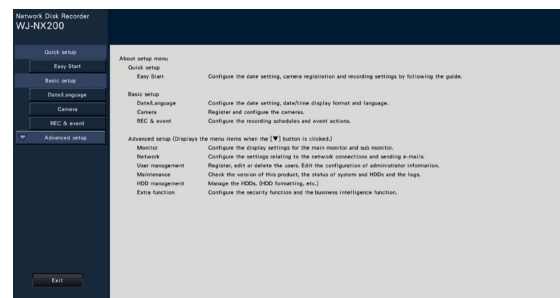 Network Disk Recorder
WJ-NX200
Quick setup
Easy Start
Basic setup
Date/Language
Camera
REC & event
Advanced setup
Exit
About setup menu
Quick setup
Easy Start Configure the date setting, camera registration and recording settings by following the guide.
Basic setup
Date/Language Configure the date setting, date/time display format and language.
Camera Register and configure the cameras.
REC & event Configure the recording schedules and event actions.
Advanced setup (Displays the menu items when the [▼] button is clicked.)
Monitor Configure the display settings for the main monitor and sub monitor.
Network Configure the settings relating to the network connections and sending e-mails.
User management Register, edit or delete the users. Edit the configuration of administrator information.
Maintenance Check the version of this product, the status of system and HDDs and the logs.
HDD management Manage the HDDs. (HDD formatting, etc.)
Extra function Configure the security function and the business intelligence function.